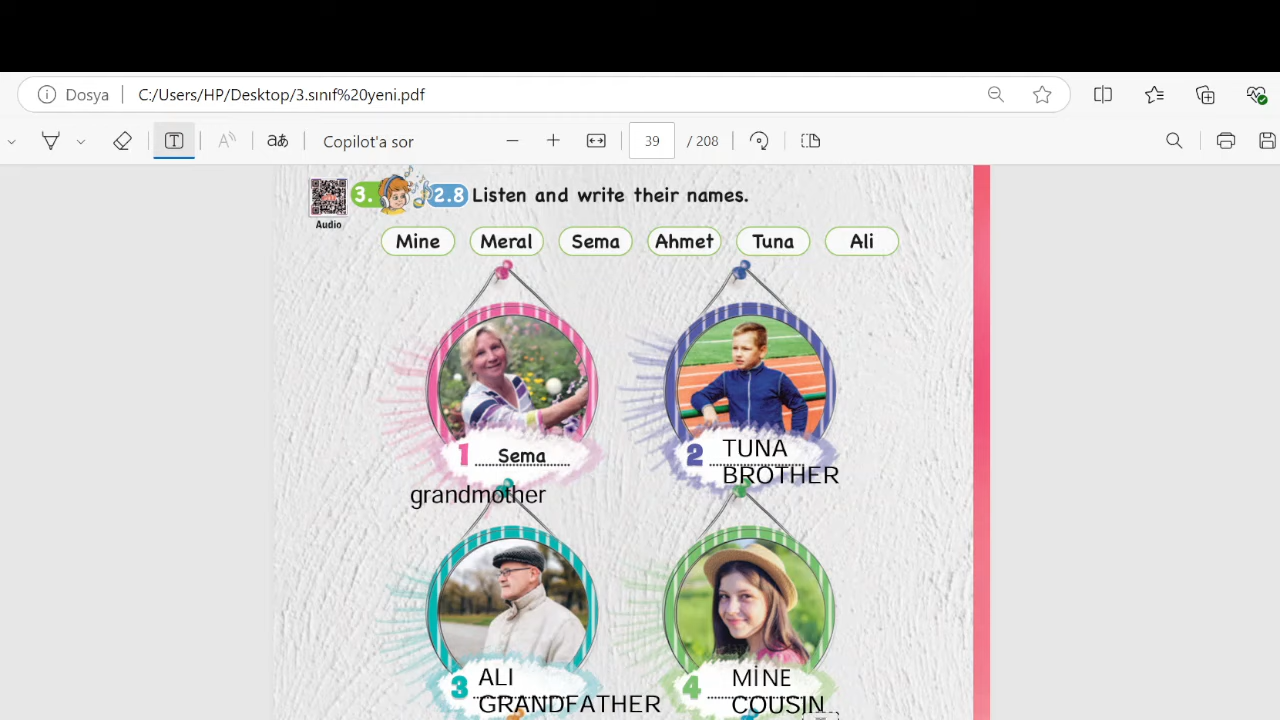 Dosya C:/Users/HP/Desktop/3.sınıf%20yeni.pdf
aあ Copilot'a sor 39 / 208
3. 2.8 Listen and write their names.
Audio
Mine Meral Sema Ahmet Tuna Ali
1 Sema
2 TUNA
BROTHER
grandmother
3 ALI
GRANDFATHER
4 MİNE
COUSIN